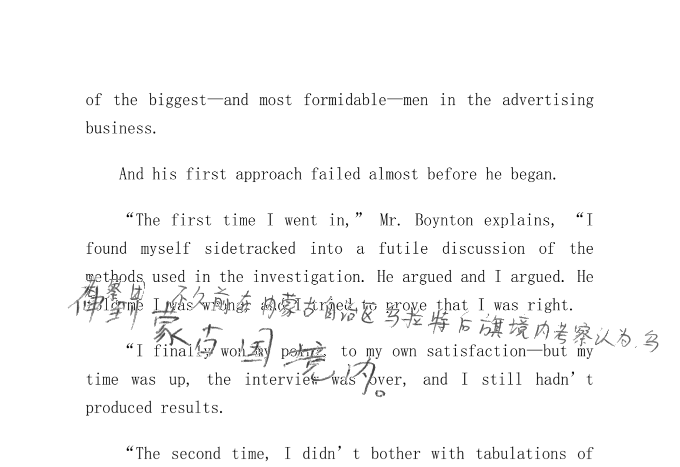 of the biggest—and most formidable—men in the advertising
business.
And his first approach failed almost before he began.
“The first time I went in,” Mr. Boynton explains, “I
found myself sidetracked into a futile discussion of the
methods used in the investigation. He argued and I argued. He
told me I was wrong, and I tried to prove that I was right.
不久前在内蒙古自治区乌拉特后旗境内考察认为,乌
蒙古国境内。
“I finally won my point, to my own satisfaction—but my
time was up, the interview was over, and I still hadn’t
produced results.
“The second time, I didn’t bother with tabulations of